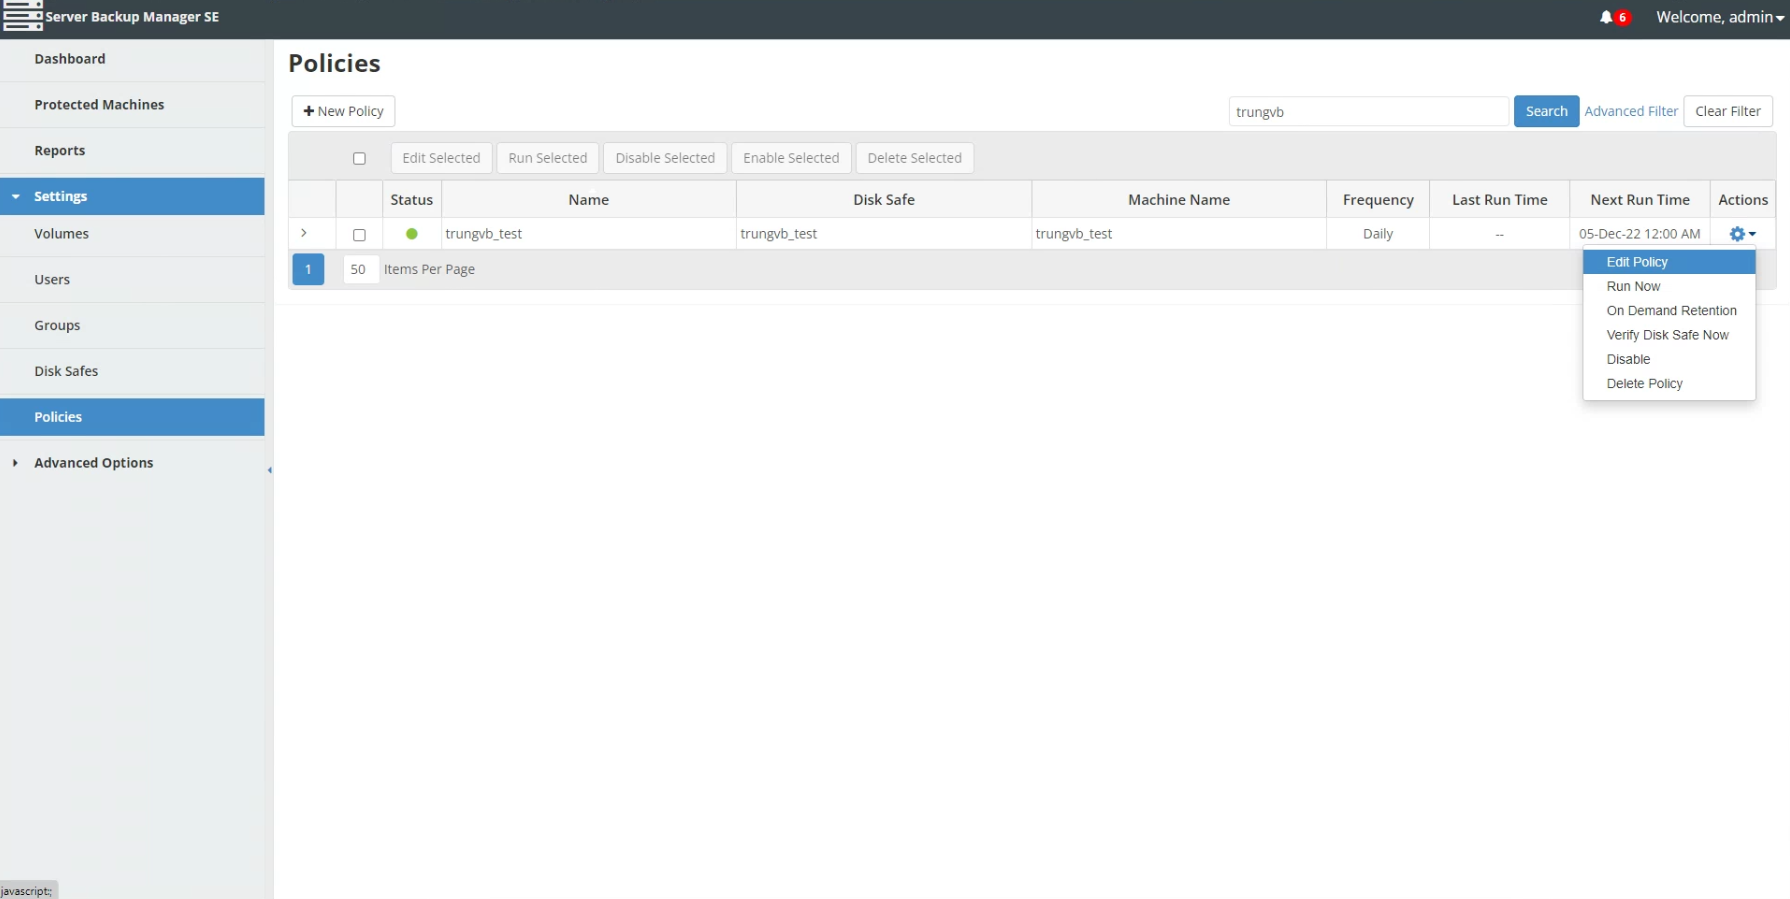 Server Backup Manager SE
6
Welcome, admin
Dashboard
Protected Machines
Reports
Settings
Volumes
Users
Groups
Disk Safes
Policies
Advanced Options
Policies
+ New Policy
trungvb
Search
Advanced Filter
Clear Filter
Edit Selected
Run Selected
Disable Selected
Enable Selected
Delete Selected
Status Name Disk Safe Machine Name Frequency Last Run Time Next Run Time Actions
trungvb_test trungvb_test trungvb_test Daily -- 05-Dec-22 12:00 AM
1 50 Items Per Page
Edit Policy
Run Now
On Demand Retention
Verify Disk Safe Now
Disable
Delete Policy
javascript:;